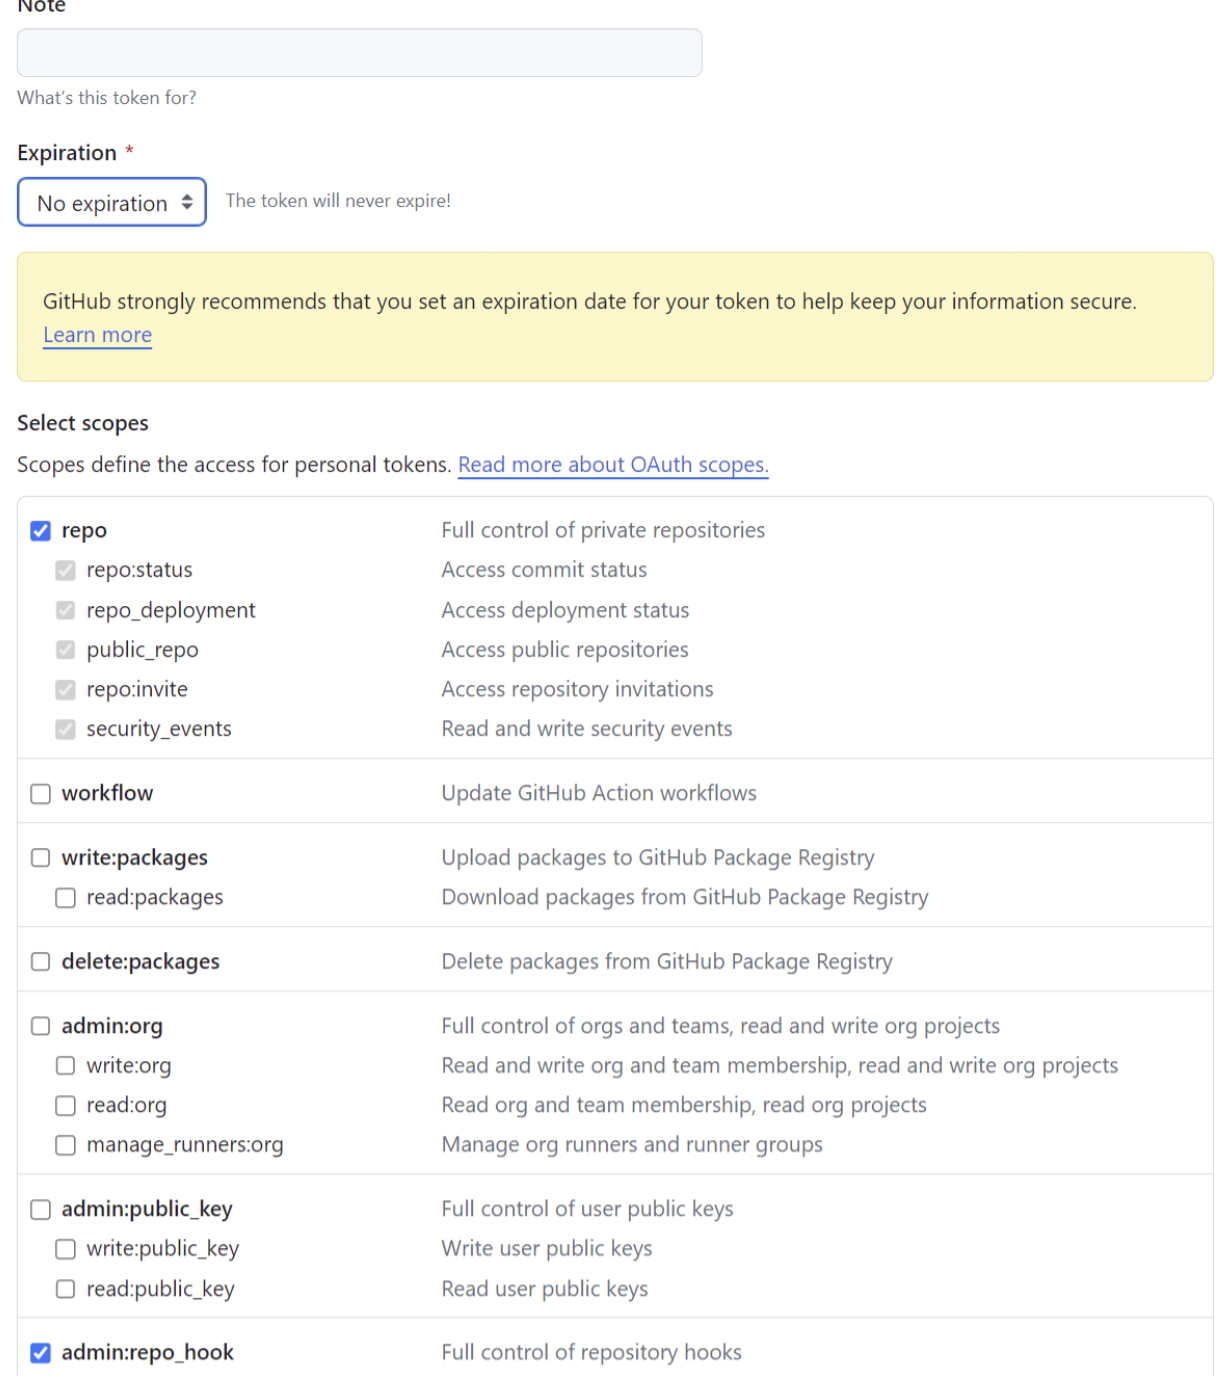 Note
What's this token for?
Expiration *
No expiration The token will never expire!
GitHub strongly recommends that you set an expiration date for your token to help keep your information secure.
Learn more
Select scopes
Scopes define the access for personal tokens. Read more about OAuth scopes.
repo Full control of private repositories
repo:status Access commit status
repo_deployment Access deployment status
public_repo Access public repositories
repo:invite Access repository invitations
security_events Read and write security events
workflow Update GitHub Action workflows
write:packages Upload packages to GitHub Package Registry
read:packages Download packages from GitHub Package Registry
delete:packages Delete packages from GitHub Package Registry
admin:org Full control of orgs and teams, read and write org projects
write:org Read and write org and team membership, read and write org projects
read:org Read org and team membership, read org projects
manage_runners:org Manage org runners and runner groups
admin:public_key Full control of user public keys
write:public_key Write user public keys
read:public_key Read user public keys
admin:repo_hook Full control of repository hooks